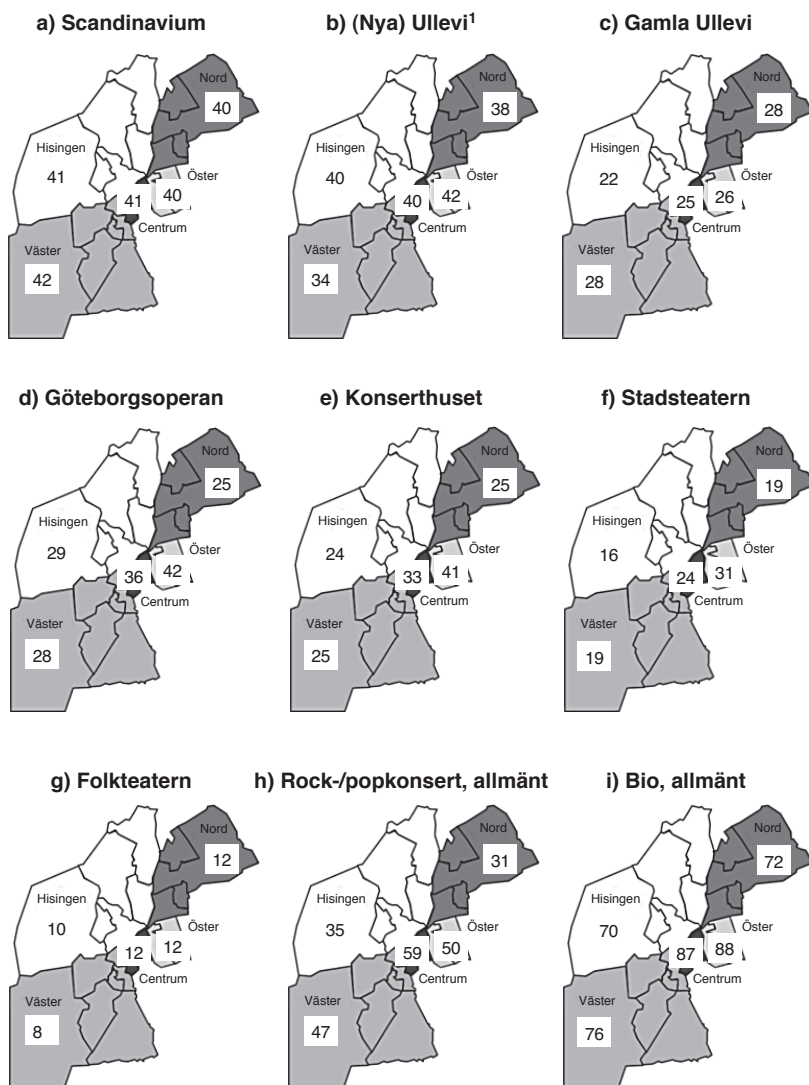 a) Scandinavium
Nord
40
Hisingen
41
Öster
41
40
Centrum
Väster
42
b) (Nya) Ullevi¹
Nord
38
Hisingen
40
Öster
40
42
Centrum
Väster
34
c) Gamla Ullevi
Nord
28
Hisingen
22
Öster
25
26
Centrum
Väster
28
d) Göteborgsoperan
Nord
25
Hisingen
29
Öster
36
42
Centrum
Väster
28
e) Konserthuset
Nord
25
Hisingen
24
Öster
33
41
Centrum
Väster
25
f) Stadsteatern
Nord
19
Hisingen
16
Öster
24
31
Centrum
Väster
19
g) Folkteatern
Nord
12
Hisingen
10
Öster
12
12
Centrum
Väster
8
h) Rock-/popkonsert, allmänt
Nord
31
Hisingen
35
Öster
59
50
Centrum
Väster
47
i) Bio, allmänt
Nord
72
Hisingen
70
Öster
87
88
Centrum
Väster
76